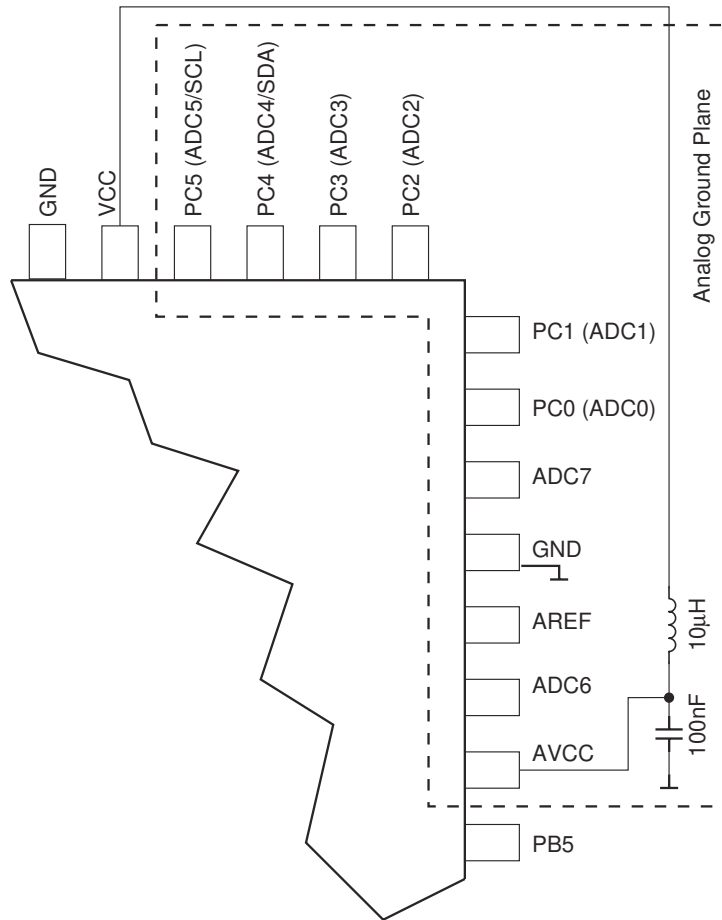 GND
VCC
PC5 (ADC5/SCL)
PC4 (ADC4/SDA)
PC3 (ADC3)
PC2 (ADC2)
Analog Ground Plane
PC1 (ADC1)
PC0 (ADC0)
ADC7
GND
AREF
ADC6
AVCC
PB5
10µH
100nF